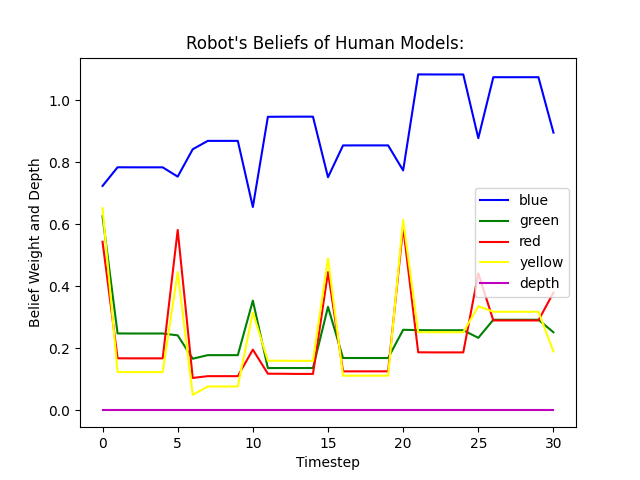 Robot's Beliefs of Human Models:
Belief Weight and Depth
1.0
0.8
0.6
0.4
0.2
0.0
blue
green
red
yellow
depth
0 5 10 15 20 25 30
Timestep